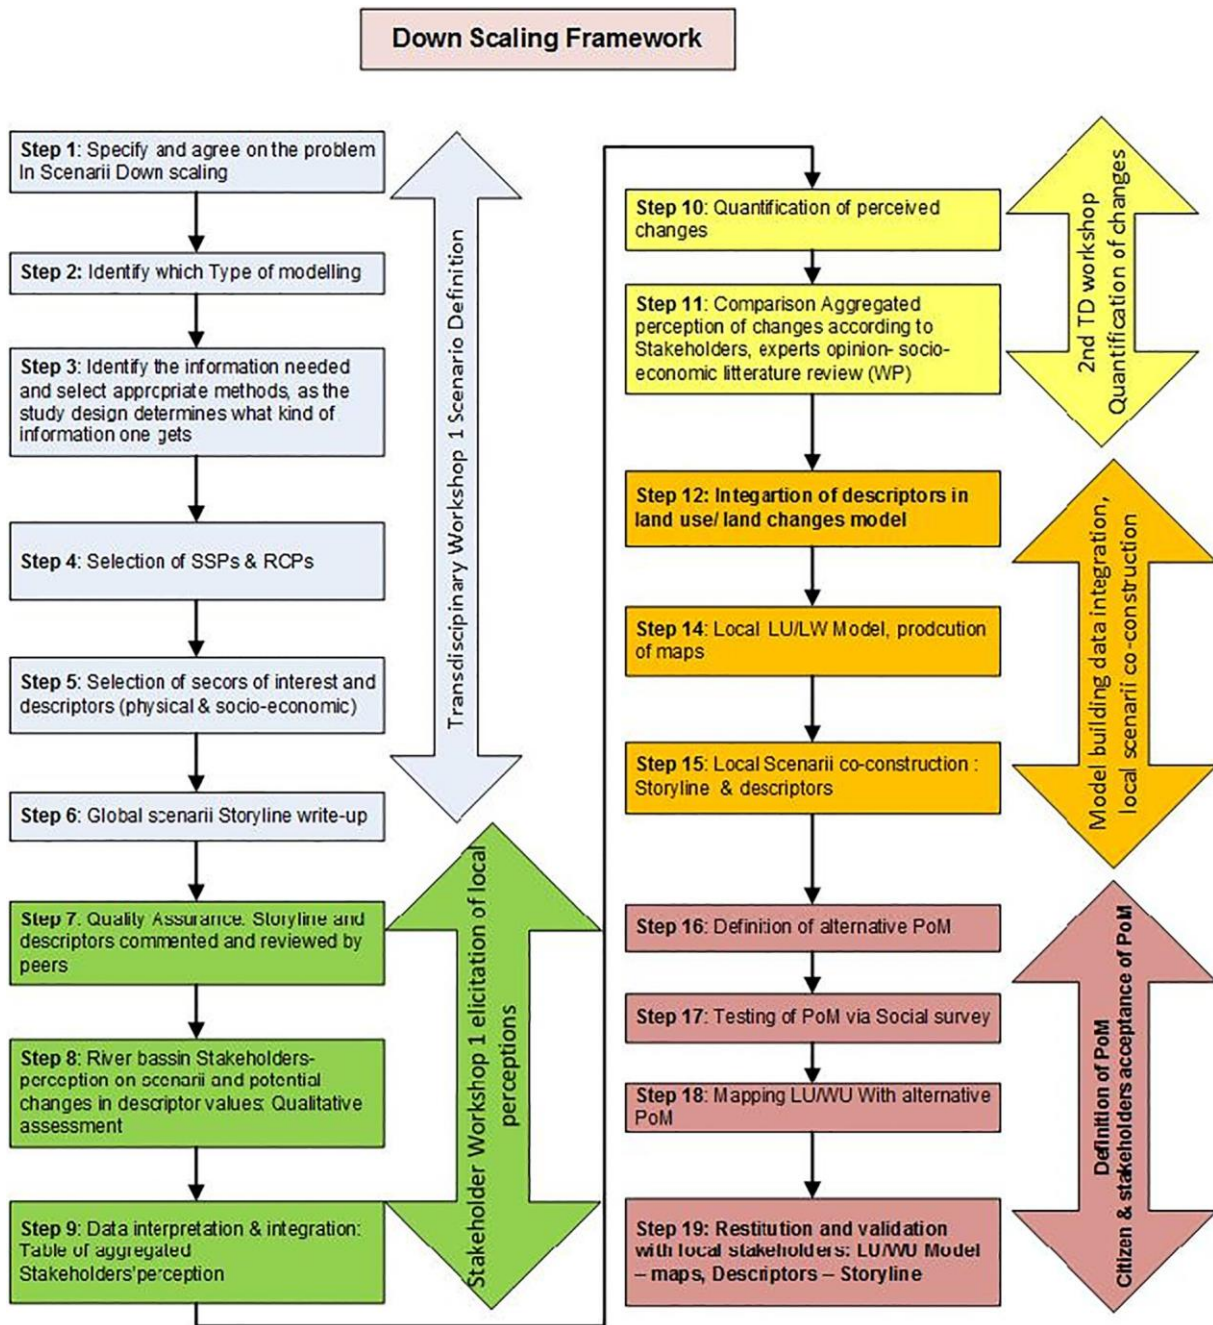 Down Scaling Framework
Step 1: Specify and agree on the problem
In Scenarii Down scaling
Step 2: Identify which Type of modelling
Step 3: Identify the information needed
and select appropriate methods, as the
study design determines what kind of
information one gets
Step 4: Selection of SSPs & RCPs
Step 5: Selection of secors of interest and
descriptors (physical & socio-economic)
Step 6: Global scenarii Storyline write-up
Transdisciplinary Workshop 1 Scenario Definition
Step 7. Quality Assurance. Storyline and
descriptors commented and reviewed by
peers
Step 8: River bassin Stakeholders-
perception on scenarii and potential
changes in descriptor values: Qualitative
assessment
Step 9: Data interpretation & integration:
Table of aggregated
Stakeholders'perception
Stakeholder Workshop 1 elicitation of local
perceptions
Step 10: Quantification of perceived
changes
Step 11: Comparison Aggregated
perception of changes according to
Stakeholders, experts opinion- socio-
economic litterature review (WP)
2nd TD workshop
Quantification of changes
Step 12: Integartion of descriptors in
land use/ land changes model
Step 14: Local LU/LW Model, prodcution
of maps
Step 15: Local Scenarii co-construction :
Storyline & descriptors
Model building data integration,
local scenarii co-construction
Step 16: Definition of alternative PoM
Step 17: Testing of PoM via Social survey
Step 18: Mapping LU/WU With alternative
PoM
Step 19: Restitution and validation
with local stakeholders: LU/WU Model
– maps, Descriptors – Storyline
Definition of PoM
Citizen & stakeholders acceptance of PoM